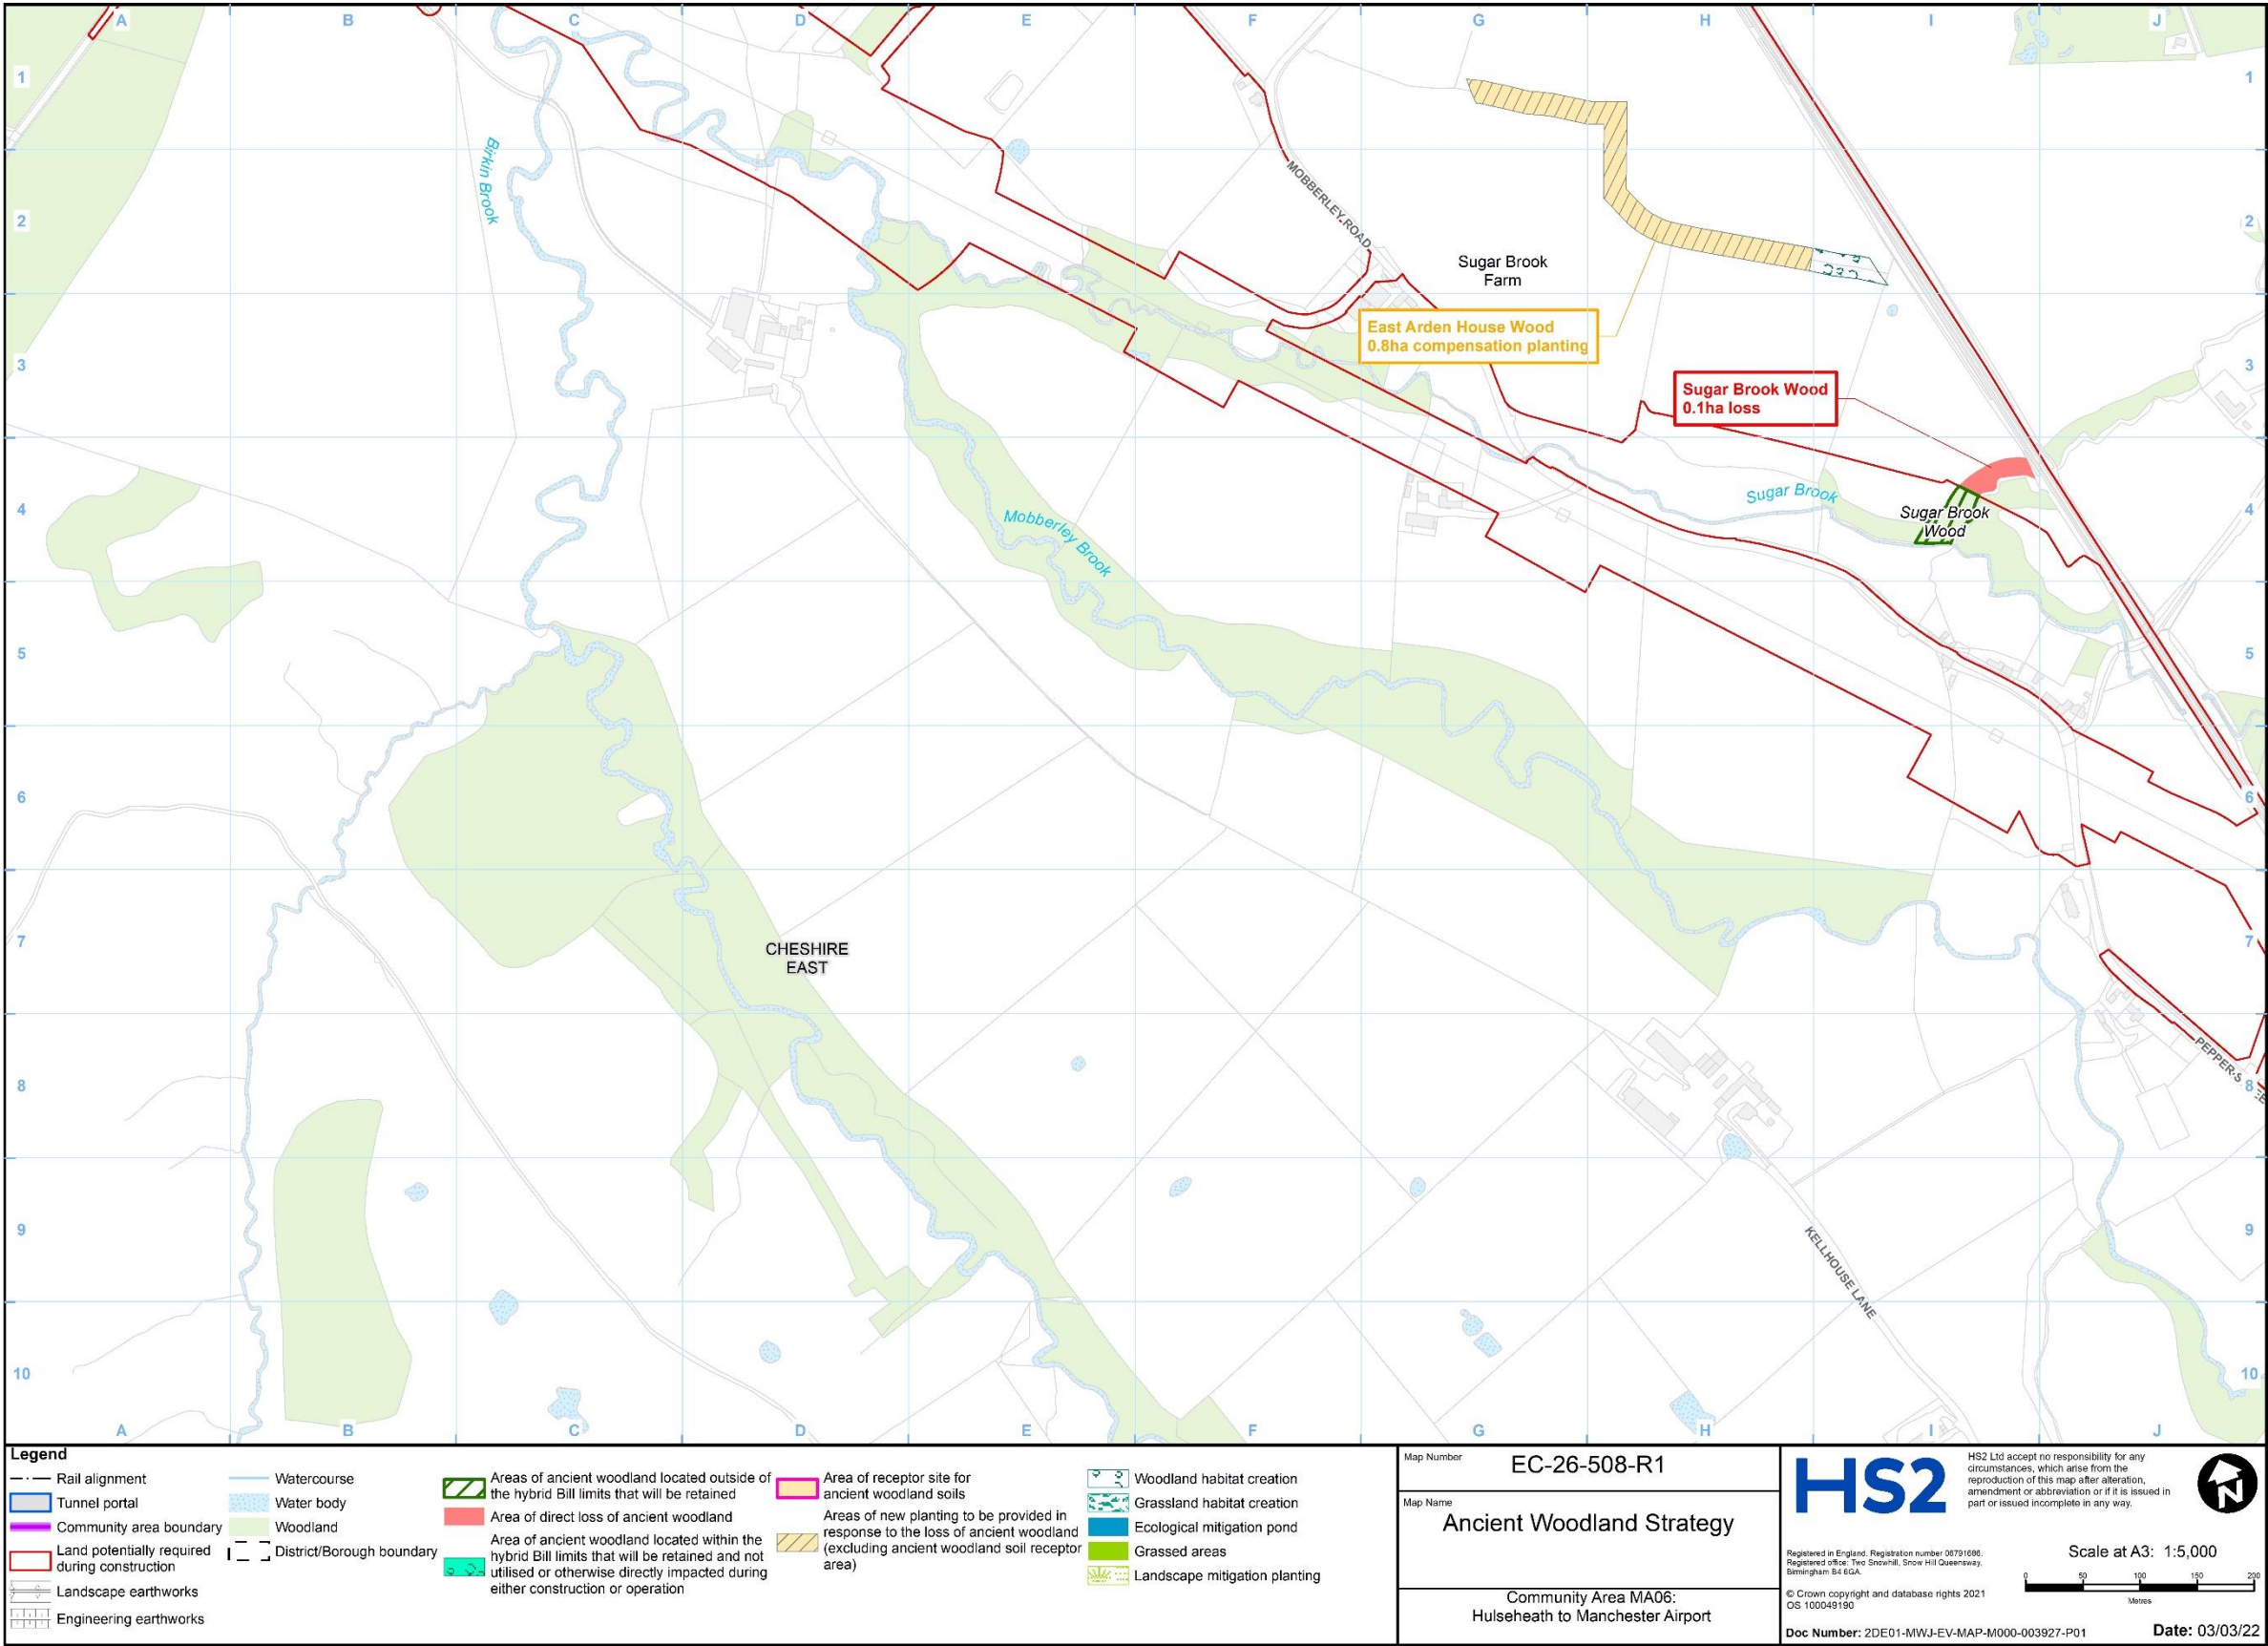 A B C D E F G H I J
1 1
2 2
3 3
4 4
5 5
6 6
7 7
8 8
9 9
10 10
A B C D E F G H I J
Birkin Brook
MOBBERLEY ROAD
Sugar Brook
Farm
East Arden House Wood
0.8ha compensation planting
Sugar Brook Wood
0.1ha loss
Sugar Brook
Sugar Brook
Wood
Mobberley Brook
CHESHIRE
EAST
KELLHOUSE LANE
Legend
Rail alignment
Tunnel portal
Community area boundary
Land potentially required
during construction
Landscape earthworks
Engineering earthworks
Watercourse
Water body
Woodland
District/Borough boundary
Areas of ancient woodland located outside of
the hybrid Bill limits that will be retained
Area of direct loss of ancient woodland
Area of ancient woodland located within the
hybrid Bill limits that will be retained and not
utilised or otherwise directly impacted during
either construction or operation
Area of receptor site for
ancient woodland soils
Areas of new planting to be provided in
response to the loss of ancient woodland
(excluding ancient woodland soil receptor
area)
Woodland habitat creation
Grassland habitat creation
Ecological mitigation pond
Grassed areas
Landscape mitigation planting
Map Number
EC-26-508-R1
Map Name
Ancient Woodland Strategy
Community Area MA06:
Hulseheath to Manchester Airport
HS2
HS2 Ltd accept no responsibility for any
circumstances, which arise from the
reproduction of this map after alteration,
amendment or abbreviation or if it is issued in
part or issued incomplete in any way.
N
Registered in England. Registration number 06791686.
Registered office: Two Snowhill, Snow Hill Queensway,
Birmingham B4 6GA.
© Crown copyright and database rights 2021
OS 100049190
Scale at A3: 1:5,000
0 50 100 150 200
Metres
Doc Number: 2DE01-MWJ-EV-MAP-M000-003927-P01
Date: 03/03/22